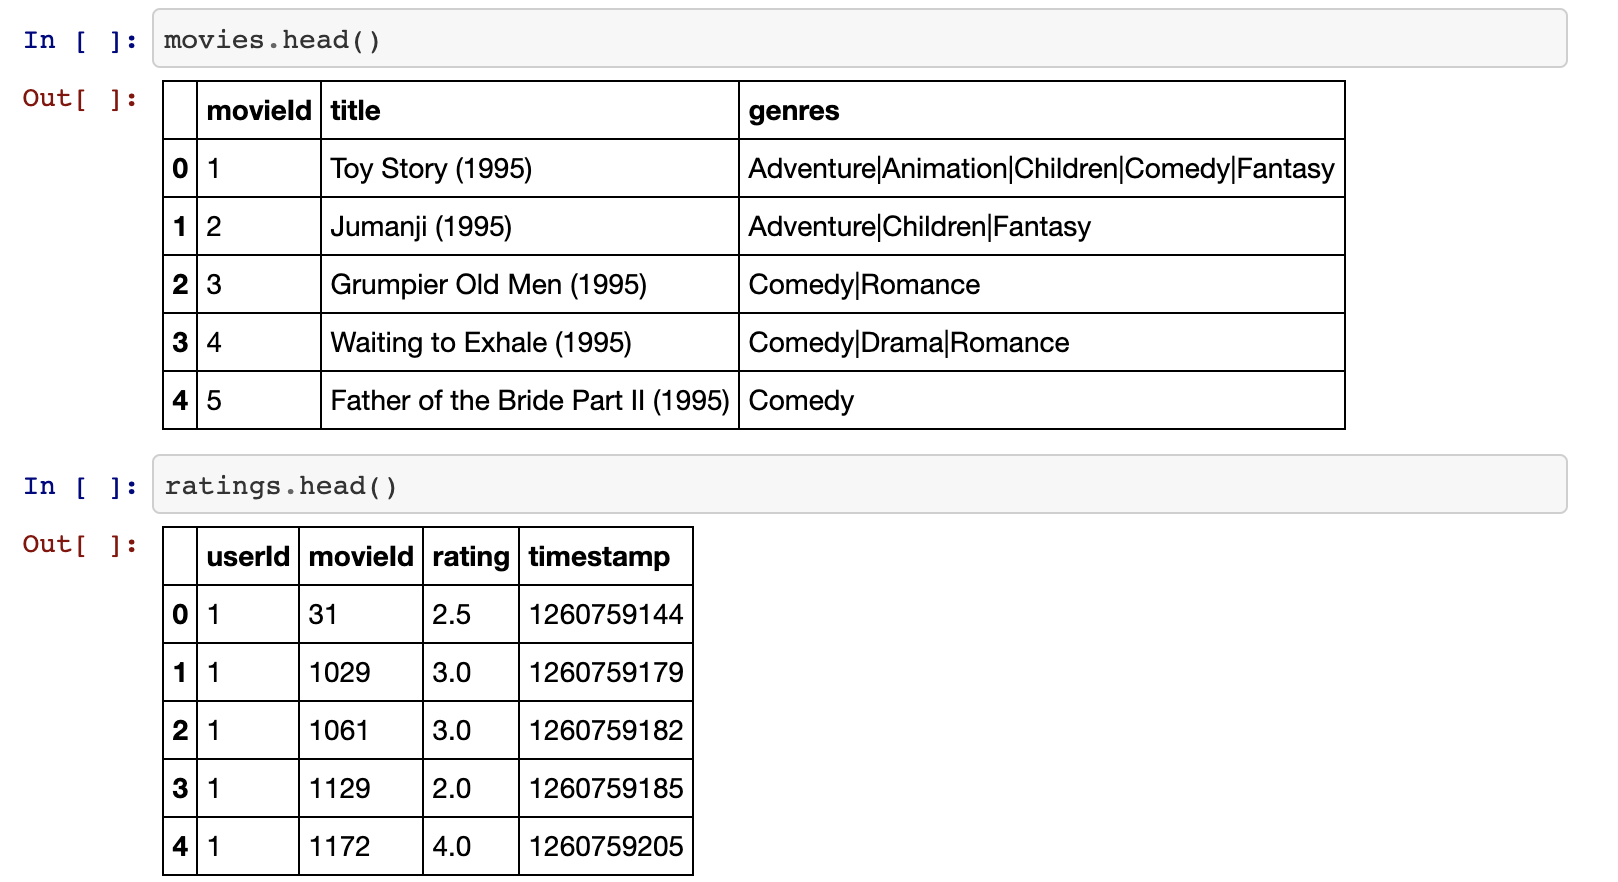 In [ ]: movies.head()
Out[ ]:
movieId title genres
0 1 Toy Story (1995) Adventure|Animation|Children|Comedy|Fantasy
1 2 Jumanji (1995) Adventure|Children|Fantasy
2 3 Grumpier Old Men (1995) Comedy|Romance
3 4 Waiting to Exhale (1995) Comedy|Drama|Romance
4 5 Father of the Bride Part II (1995) Comedy
In [ ]: ratings.head()
Out[ ]:
userId movieId rating timestamp
0 1 31 2.5 1260759144
1 1 1029 3.0 1260759179
2 1 1061 3.0 1260759182
3 1 1129 2.0 1260759185
4 1 1172 4.0 1260759205